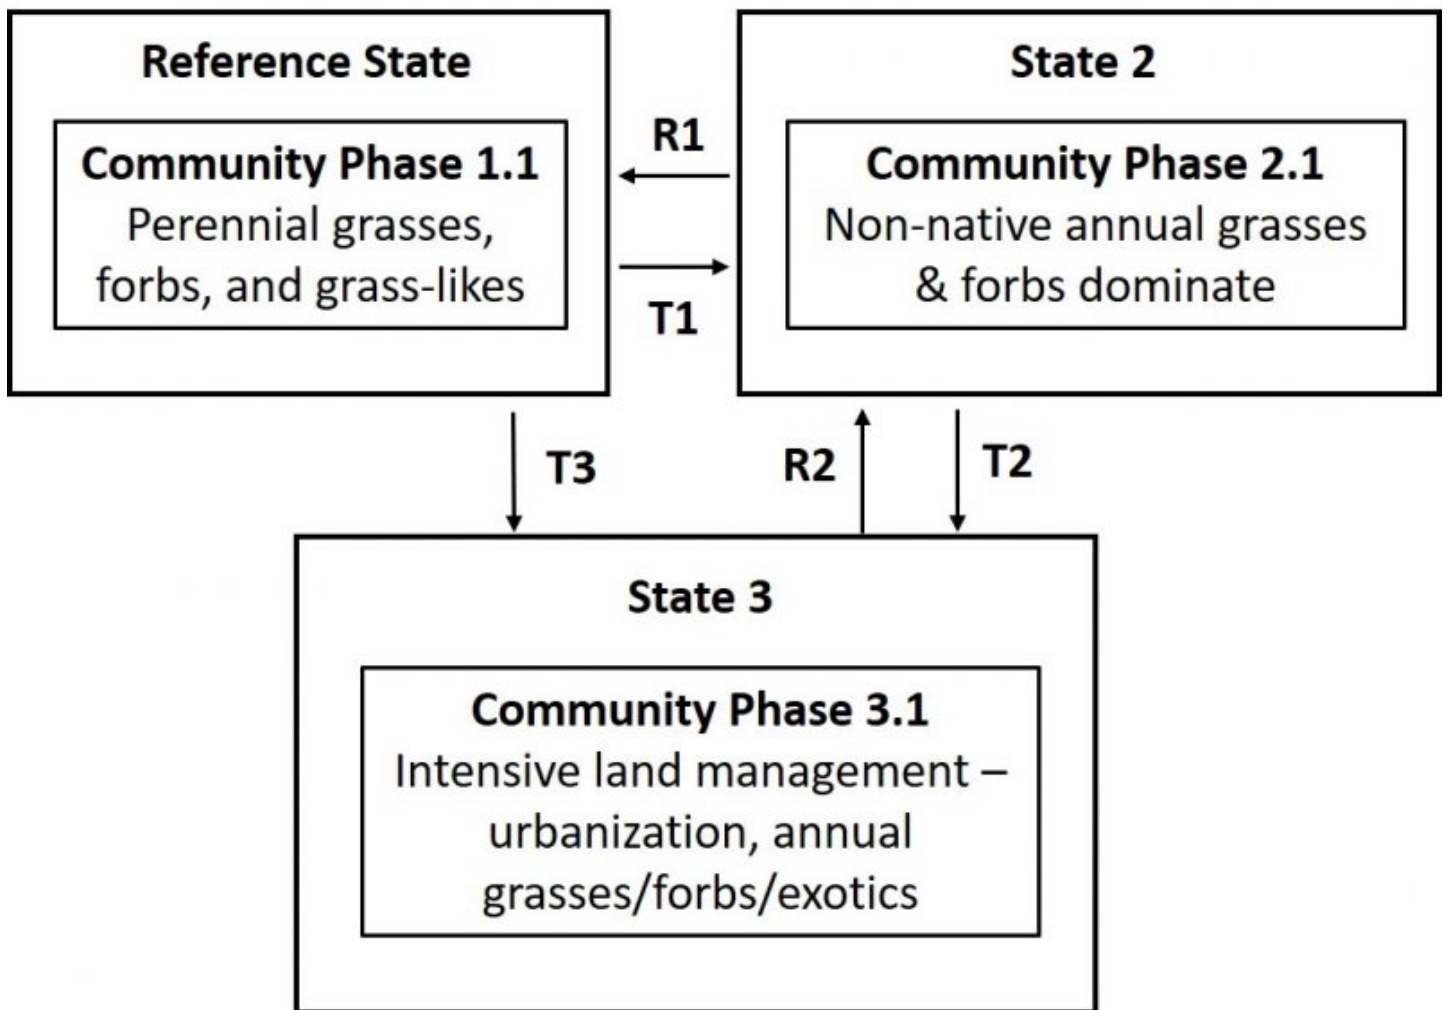 Reference State
Community Phase 1.1
Perennial grasses,
forbs, and grass-likes
R1
T1
State 2
Community Phase 2.1
Non-native annual grasses
& forbs dominate
T3
R2
T2
State 3
Community Phase 3.1
Intensive land management –
urbanization, annual
grasses/forbs/exotics